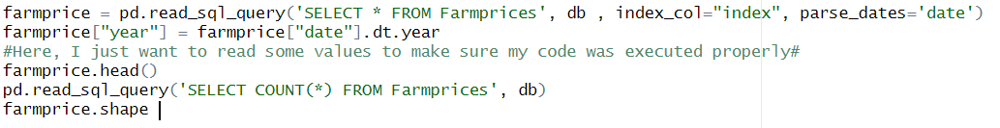 farmprice = pd.read_sql_query('SELECT * FROM Farmprices', db , index_col="index", parse_dates='date')
farmprice["year"] = farmprice["date"].dt.year
#Here, I just want to read some values to make sure my code was executed properly#
farmprice.head()
pd.read_sql_query('SELECT COUNT(*) FROM Farmprices', db)
farmprice.shape